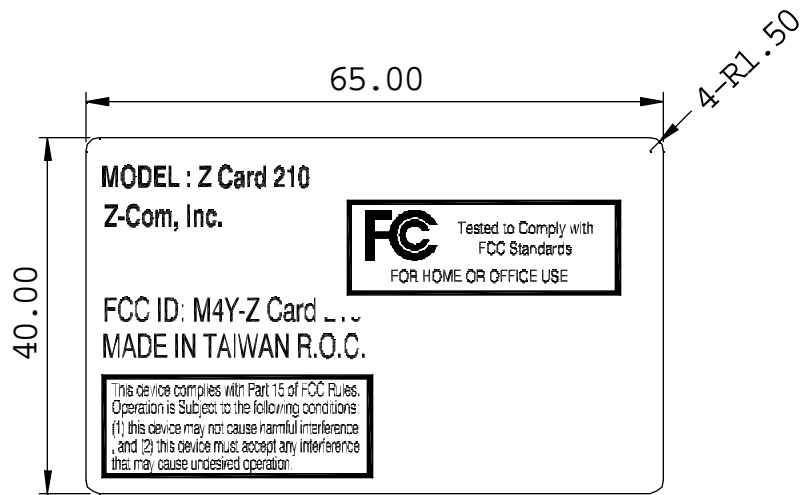 4-R1.50
65.00
40.00
MODEL : Z Card 210
Z-Com, Inc.
FC
Tested to Comply with
FCC Standards
FOR HOME OR OFFICE USE
FCC ID: M4Y-Z Card
MADE IN TAIWAN R.O.C.
This device complies with Part 15 of FCC Rules.
Operation is Subject to the following conditions:
(1) this device may not cause harmful interference
, and (2) this device must accept any interference
that may cause undesired operation.